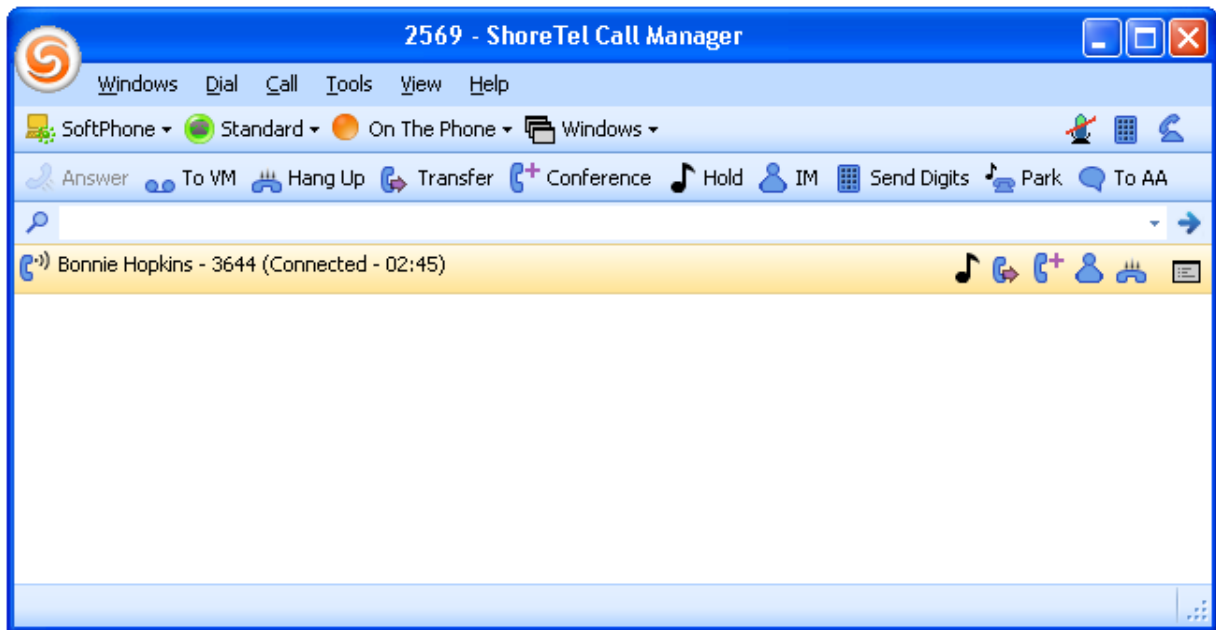 2569 - ShoreTel Call Manager
Windows Dial Call Tools View Help
SoftPhone Standard On The Phone Windows
Answer To VM Hang Up Transfer Conference Hold IM Send Digits Park To AA
Bonnie Hopkins - 3644 (Connected - 02:45)